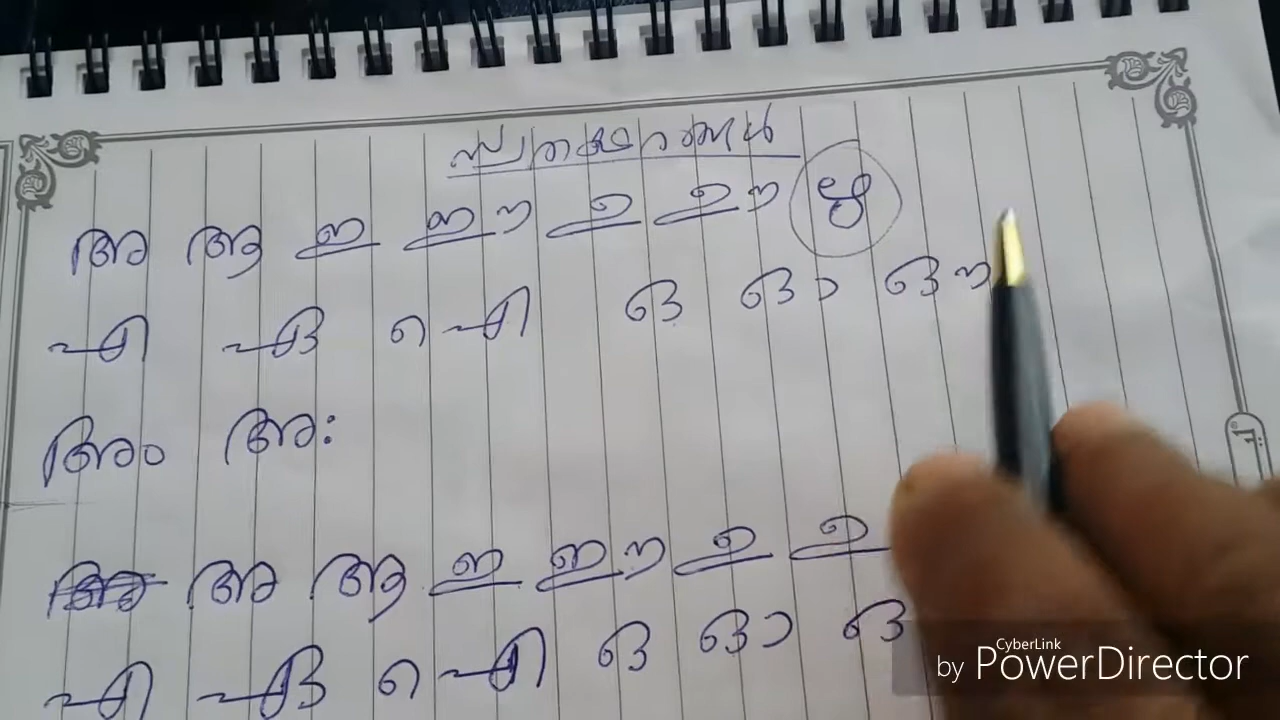 സ്വരാക്ഷരങ്ങൾ
അ ആ ഇ ഈ ഉ ഊ ഋ
എ ഏ ഐ ഒ ഓ ഔ
അം അഃ
അ ആ ഇ ഈ ഉ
എ ഏ ഐ ഒ ഓ
CyberLink
by PowerDirector